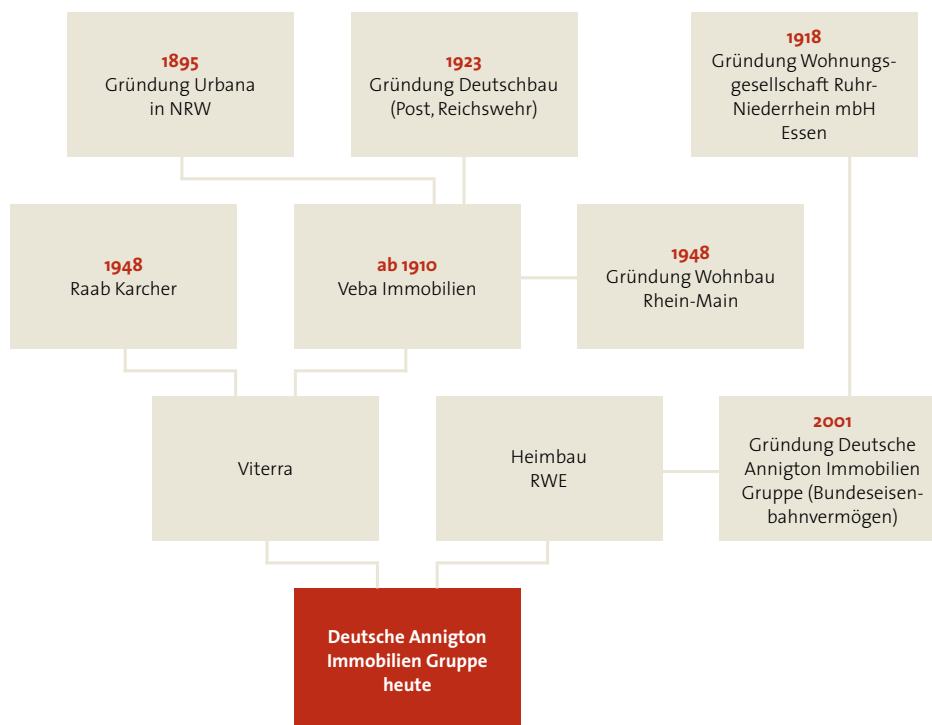 1895
Gründung Urbana
in NRW
1923
Gründung Deutschbau
(Post, Reichswehr)
1918
Gründung Wohnungs-
gesellschaft Ruhr-
Niederrhein mbH
Essen
1948
Raab Karcher
ab 1910
Veba Immobilien
1948
Gründung Wohnbau
Rhein-Main
Viterra
Heimbau
RWE
2001
Gründung Deutsche
Annigton Immobilien
Gruppe (Bundeseisen-
bahnvermögen)
Deutsche Annigton
Immobilien Gruppe
heute